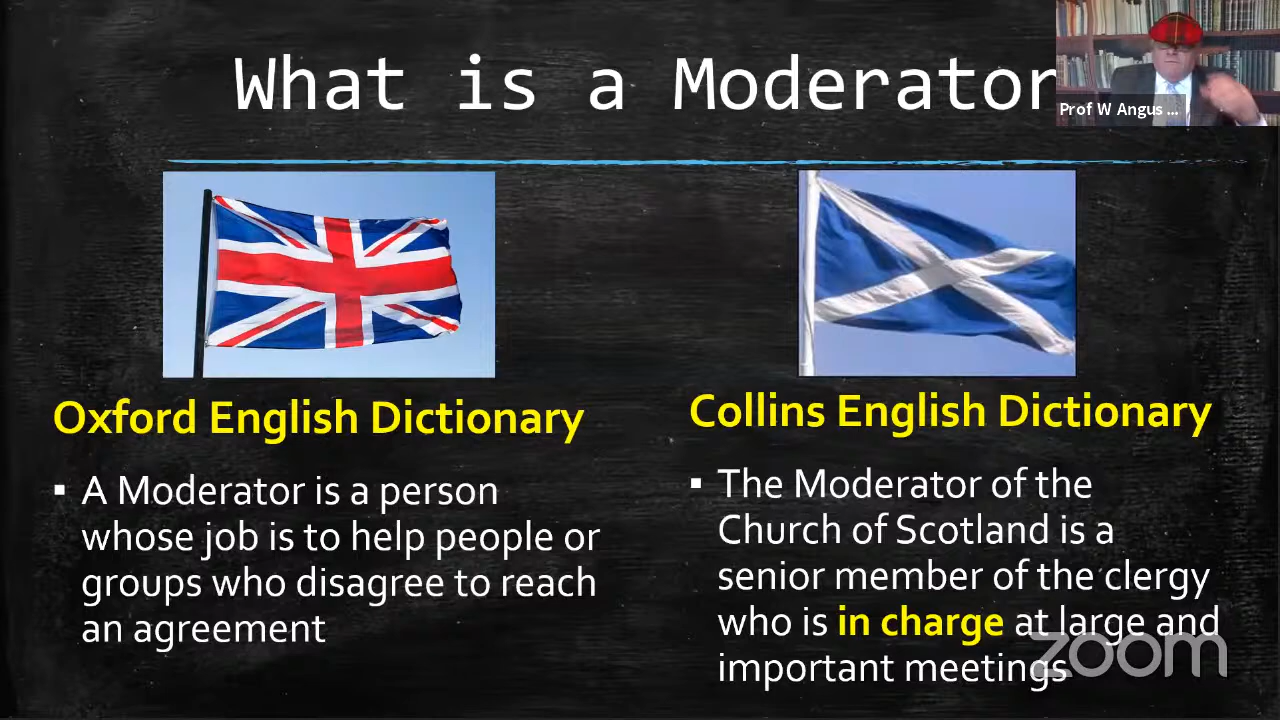 What is a Moderator
Prof W Angus ...
Oxford English Dictionary
▪ A Moderator is a person
whose job is to help people or
groups who disagree to reach
an agreement
Collins English Dictionary
▪ The Moderator of the
Church of Scotland is a
senior member of the clergy
who is in charge at large and
important meetings
zoom